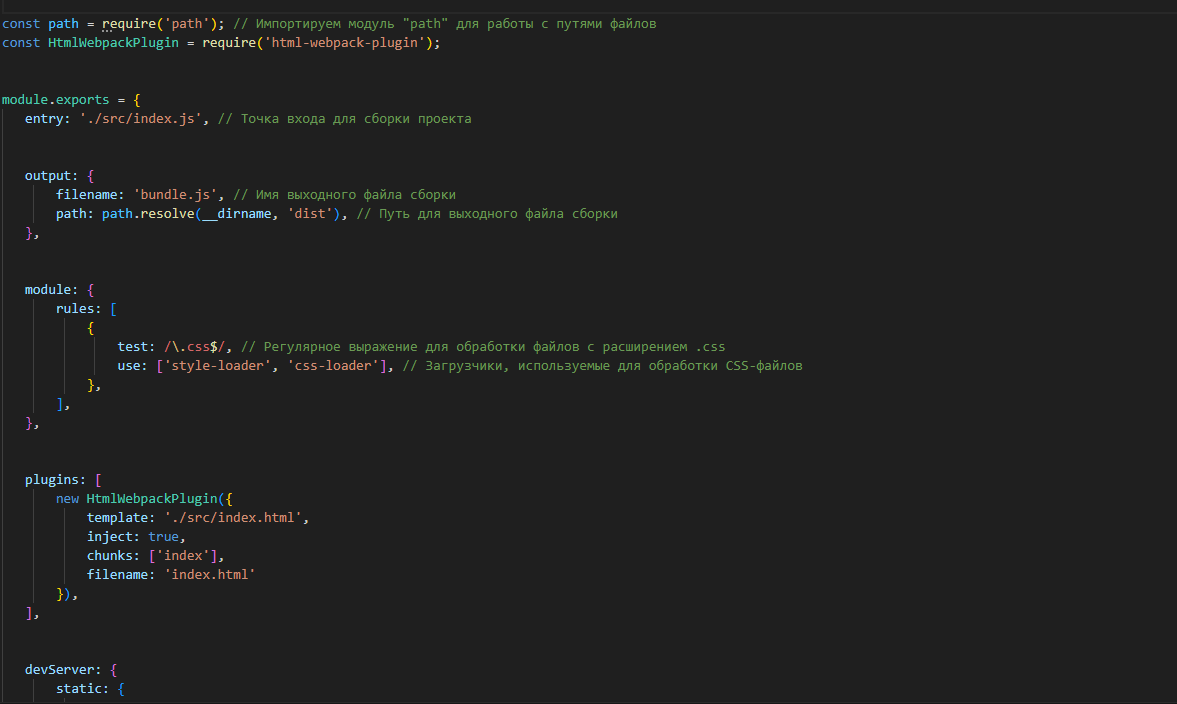 const path = require('path'); // Импортируем модуль "path" для работы с путями файлов
const HtmlWebpackPlugin = require('html-webpack-plugin');
module.exports = {
entry: './src/index.js', // Точка входа для сборки проекта
output: {
filename: 'bundle.js', // Имя выходного файла сборки
path: path.resolve(__dirname, 'dist'), // Путь для выходного файла сборки
},
module: {
rules: [
{
test: /\.css$/, // Регулярное выражение для обработки файлов с расширением .css
use: ['style-loader', 'css-loader'], // Загрузчики, используемые для обработки CSS-файлов
},
],
},
plugins: [
new HtmlWebpackPlugin({
template: './src/index.html',
inject: true,
chunks: ['index'],
filename: 'index.html'
}),
],
devServer: {
static: {